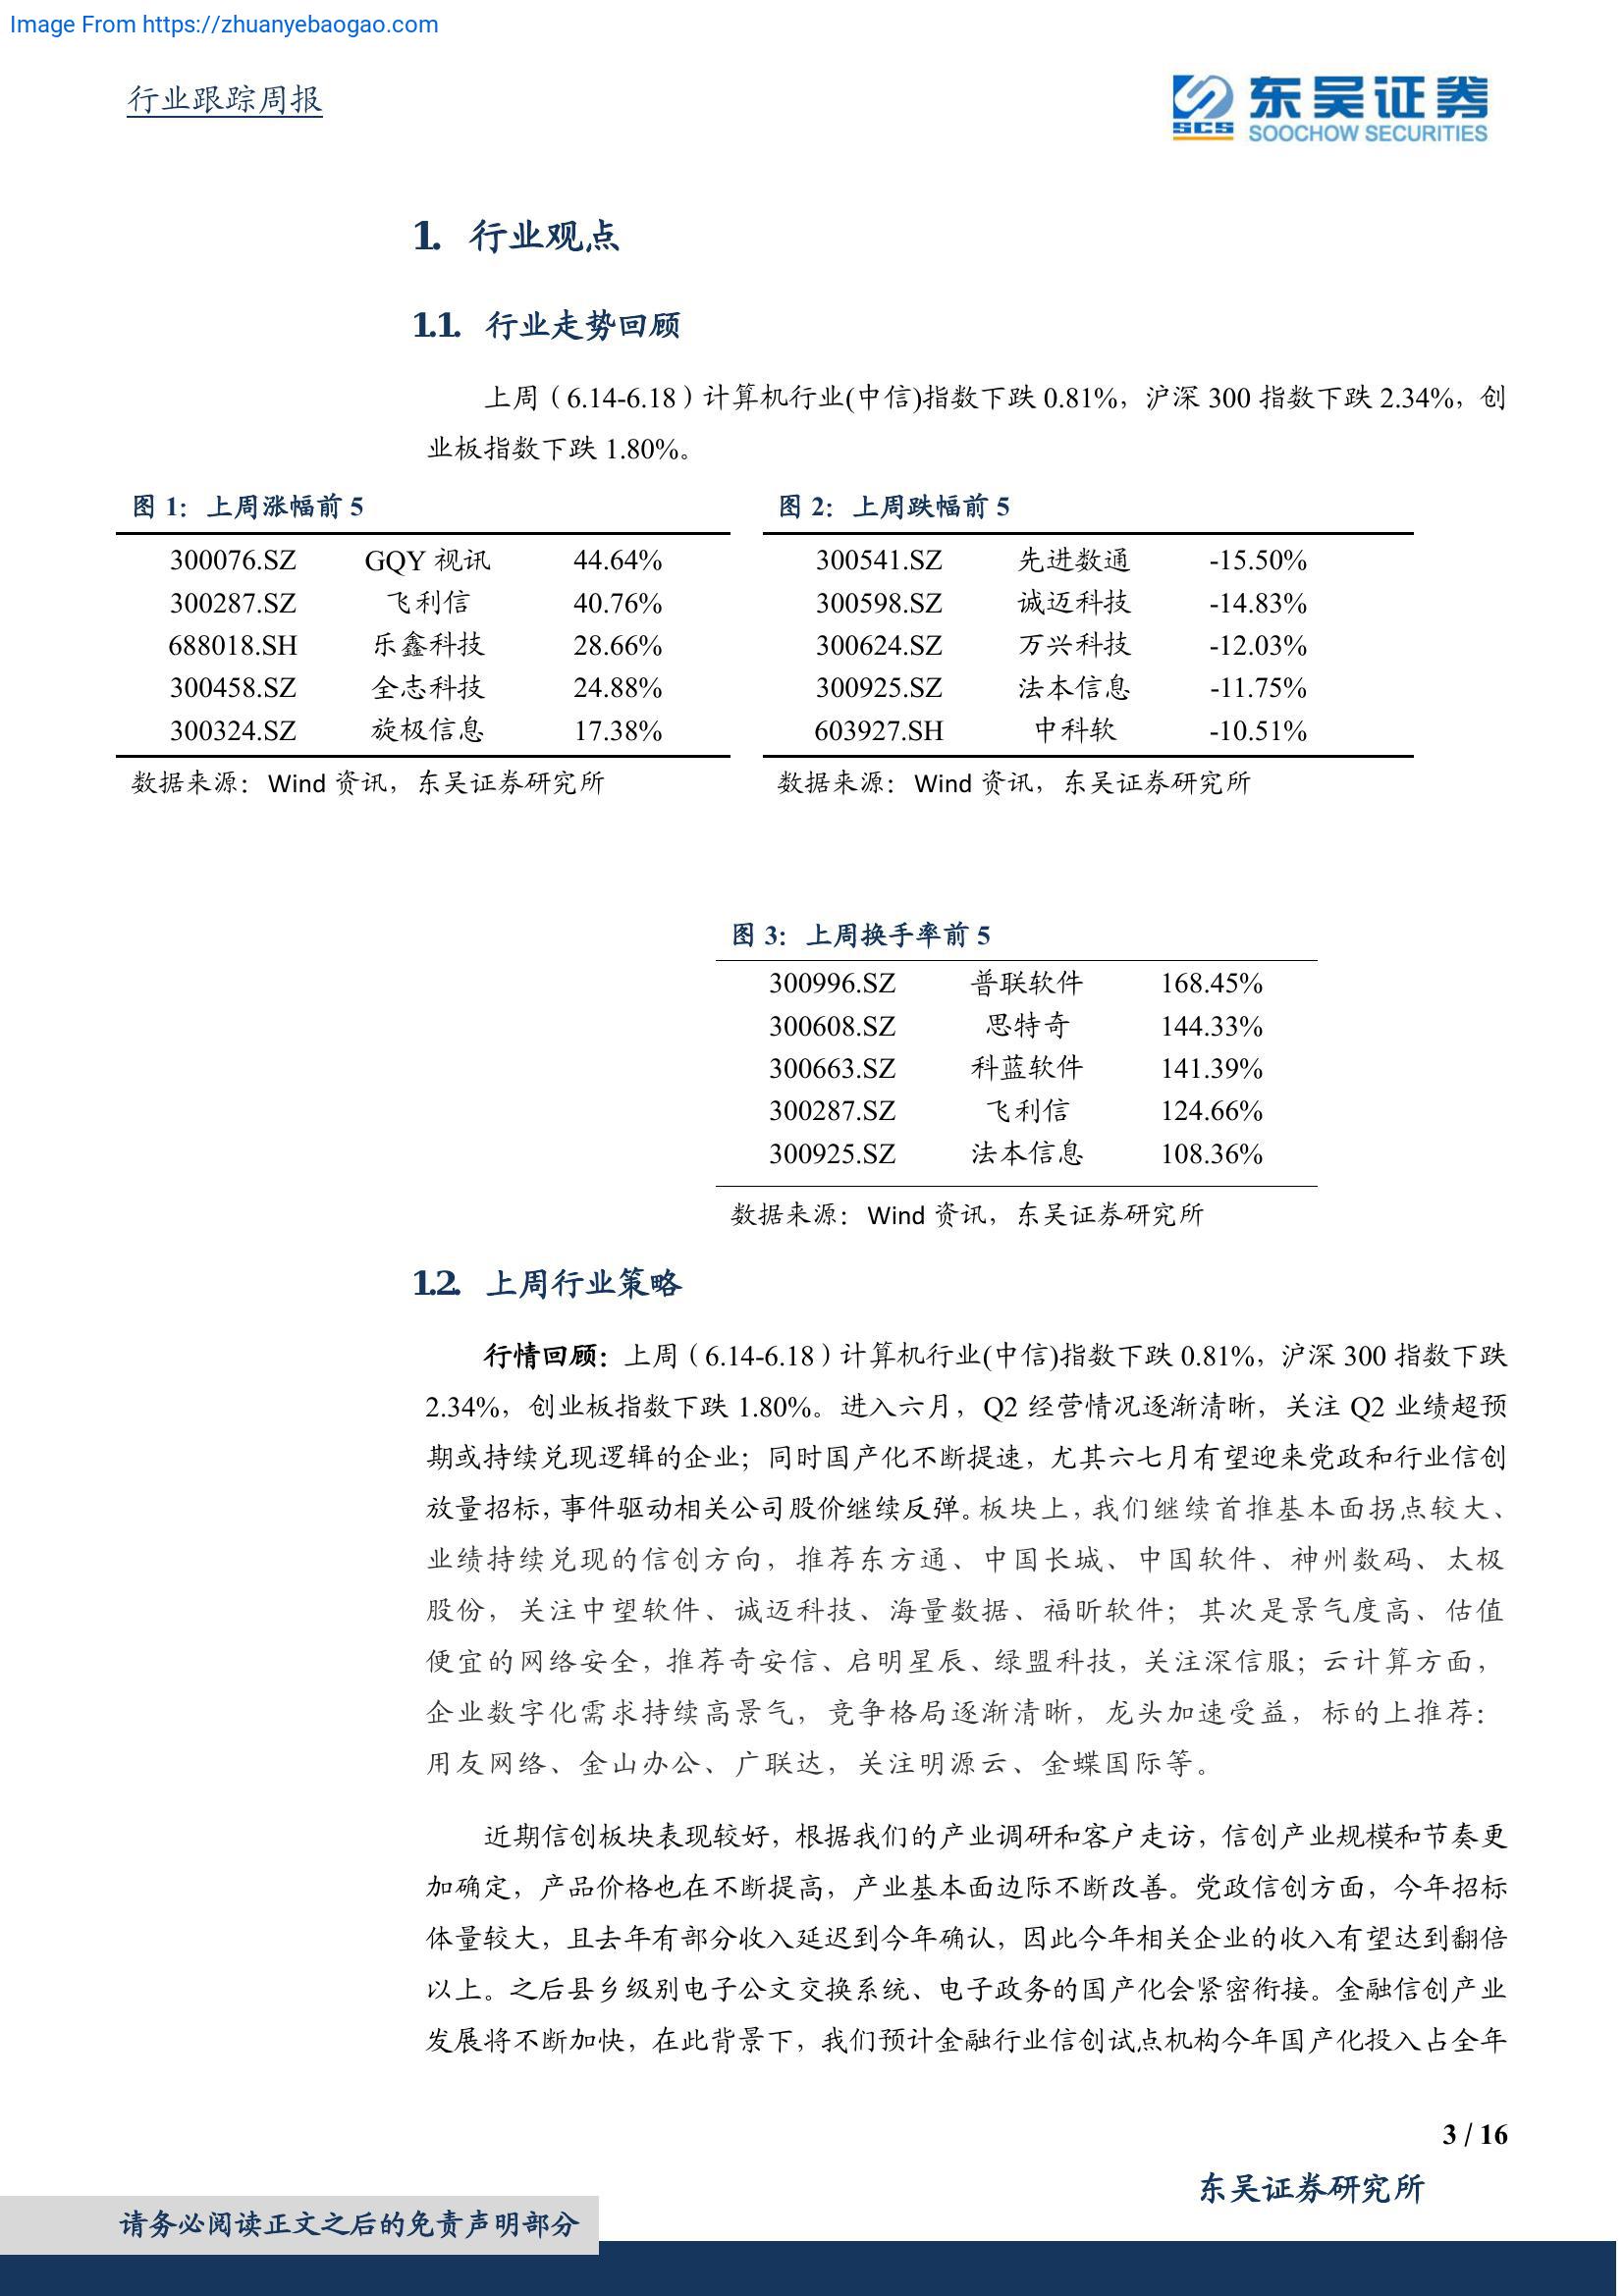 Image From https://zhuanyebaogao.com
行业跟踪周报
东吴证券
SCS
SOOCHOW SECURITIES
1. 行业观点
1.1. 行业走势回顾
上周（6.14-6.18）计算机行业(中信)指数下跌 0.81%，沪深 300 指数下跌 2.34%，创
业板指数下跌 1.80%。
图 1：上周涨幅前 5
300076.SZ GQY 视讯 44.64%
300287.SZ 飞利信 40.76%
688018.SH 乐鑫科技 28.66%
300458.SZ 全志科技 24.88%
300324.SZ 旋极信息 17.38%
数据来源：Wind 资讯，东吴证券研究所
图 2：上周跌幅前 5
300541.SZ 先进数通 -15.50%
300598.SZ 诚迈科技 -14.83%
300624.SZ 万兴科技 -12.03%
300925.SZ 法本信息 -11.75%
603927.SH 中科软 -10.51%
数据来源：Wind 资讯，东吴证券研究所
图 3：上周换手率前 5
300996.SZ 普联软件 168.45%
300608.SZ 思特奇 144.33%
300663.SZ 科蓝软件 141.39%
300287.SZ 飞利信 124.66%
300925.SZ 法本信息 108.36%
数据来源：Wind 资讯，东吴证券研究所
1.2. 上周行业策略
行情回顾：上周（6.14-6.18）计算机行业(中信)指数下跌 0.81%，沪深 300 指数下跌
2.34%，创业板指数下跌 1.80%。进入六月，Q2 经营情况逐渐清晰，关注 Q2 业绩超预
期或持续兑现逻辑的企业；同时国产化不断提速，尤其六七月有望迎来党政和行业信创
放量招标，事件驱动相关公司股价继续反弹。板块上，我们继续首推基本面拐点较大、
业绩持续兑现的信创方向，推荐东方通、中国长城、中国软件、神州数码、太极
股份，关注中望软件、诚迈科技、海量数据、福昕软件；其次是景气度高、估值
便宜的网络安全，推荐奇安信、启明星辰、绿盟科技，关注深信服；云计算方面，
企业数字化需求持续高景气，竞争格局逐渐清晰，龙头加速受益，标的上推荐：
用友网络、金山办公、广联达，关注明源云、金蝶国际等。
近期信创板块表现较好，根据我们的产业调研和客户走访，信创产业规模和节奏更
加确定，产品价格也在不断提高，产业基本面边际不断改善。党政信创方面，今年招标
体量较大，且去年有部分收入延迟到今年确认，因此今年相关企业的收入有望达到翻倍
以上。之后县乡级别电子公文交换系统、电子政务的国产化会紧密衔接。金融信创产业
发展将不断加快，在此背景下，我们预计金融行业信创试点机构今年国产化投入占全年
3 / 16
东吴证券研究所
请务必阅读正文之后的免责声明部分